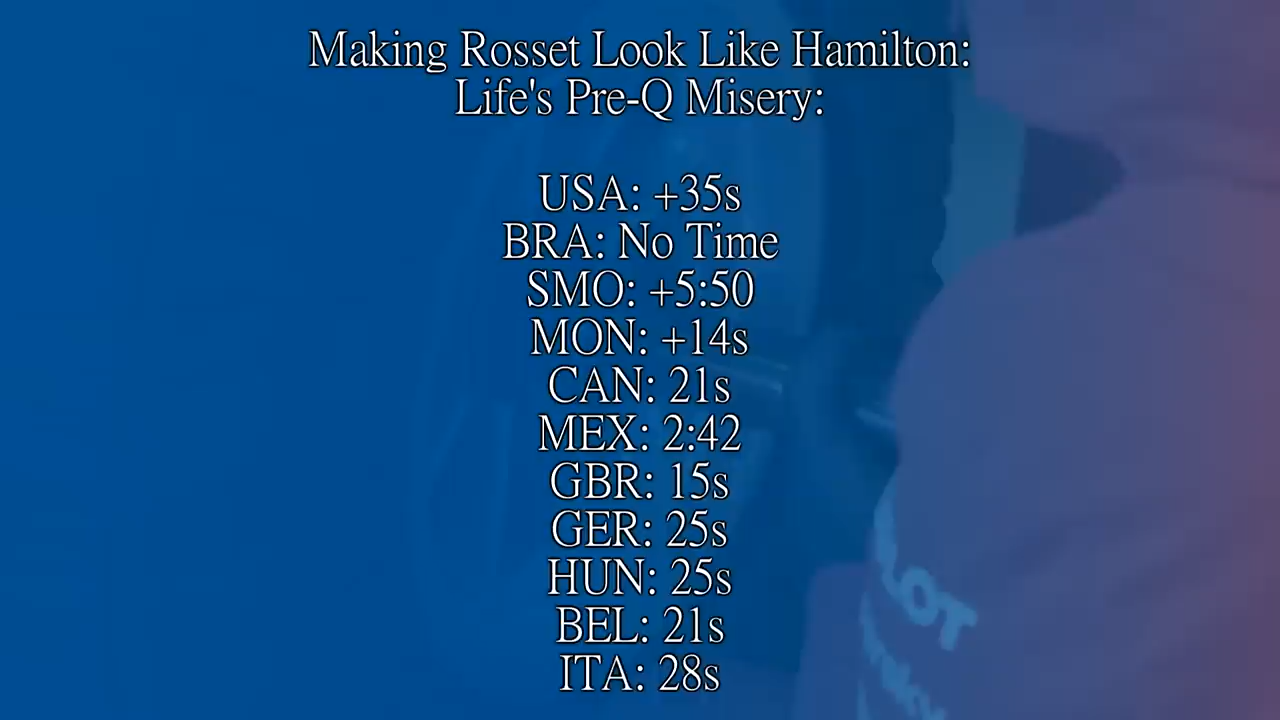 Making Rosset Look Like Hamilton:
Life's Pre-Q Misery:
USA: +35s
BRA: No Time
SMO: +5:50
MON: +14s
CAN: 21s
MEX: 2:42
GBR: 15s
GER: 25s
HUN: 25s
BEL: 21s
ITA: 28s